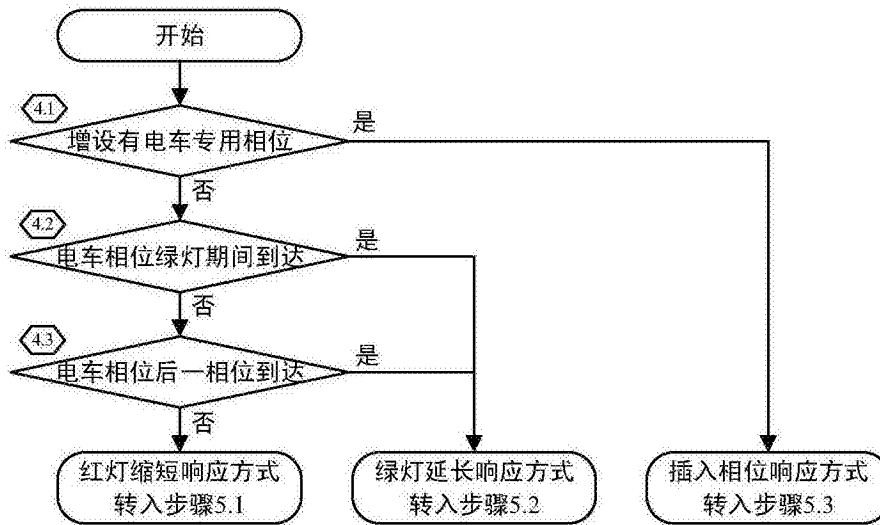 开始
4.1
增设有电车专用相位
是
否
4.2
电车相位绿灯期间到达
是
否
4.3
电车相位后一相位到达
是
否
红灯缩短响应方式
转入步骤5.1
绿灯延长响应方式
转入步骤5.2
插入相位响应方式
转入步骤5.3